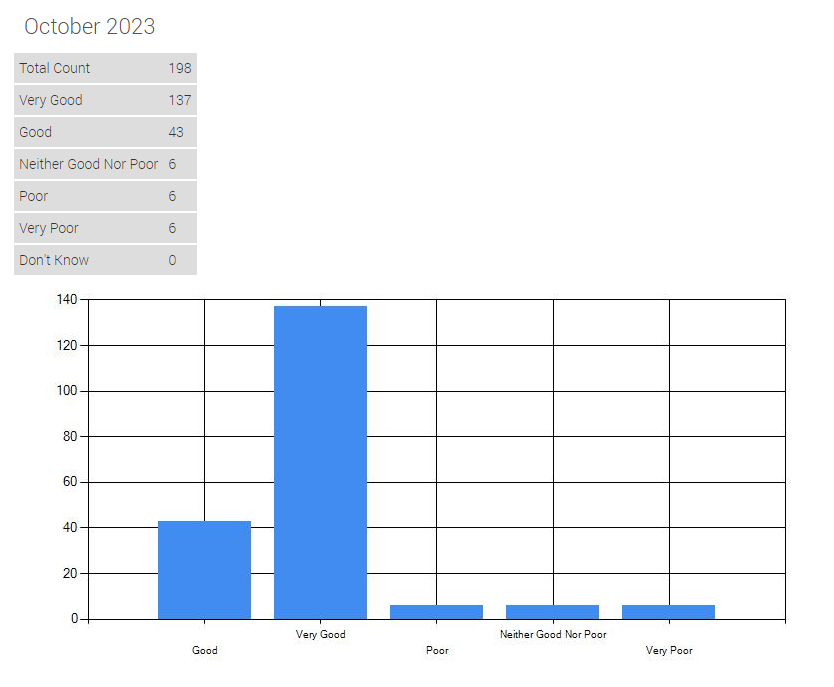 October 2023
Total Count 198
Very Good 137
Good 43
Neither Good Nor Poor 6
Poor 6
Very Poor 6
Don't Know 0
140
120
100
80
60
40
20
0
Very Good Neither Good Nor Poor
Good Poor Very Poor